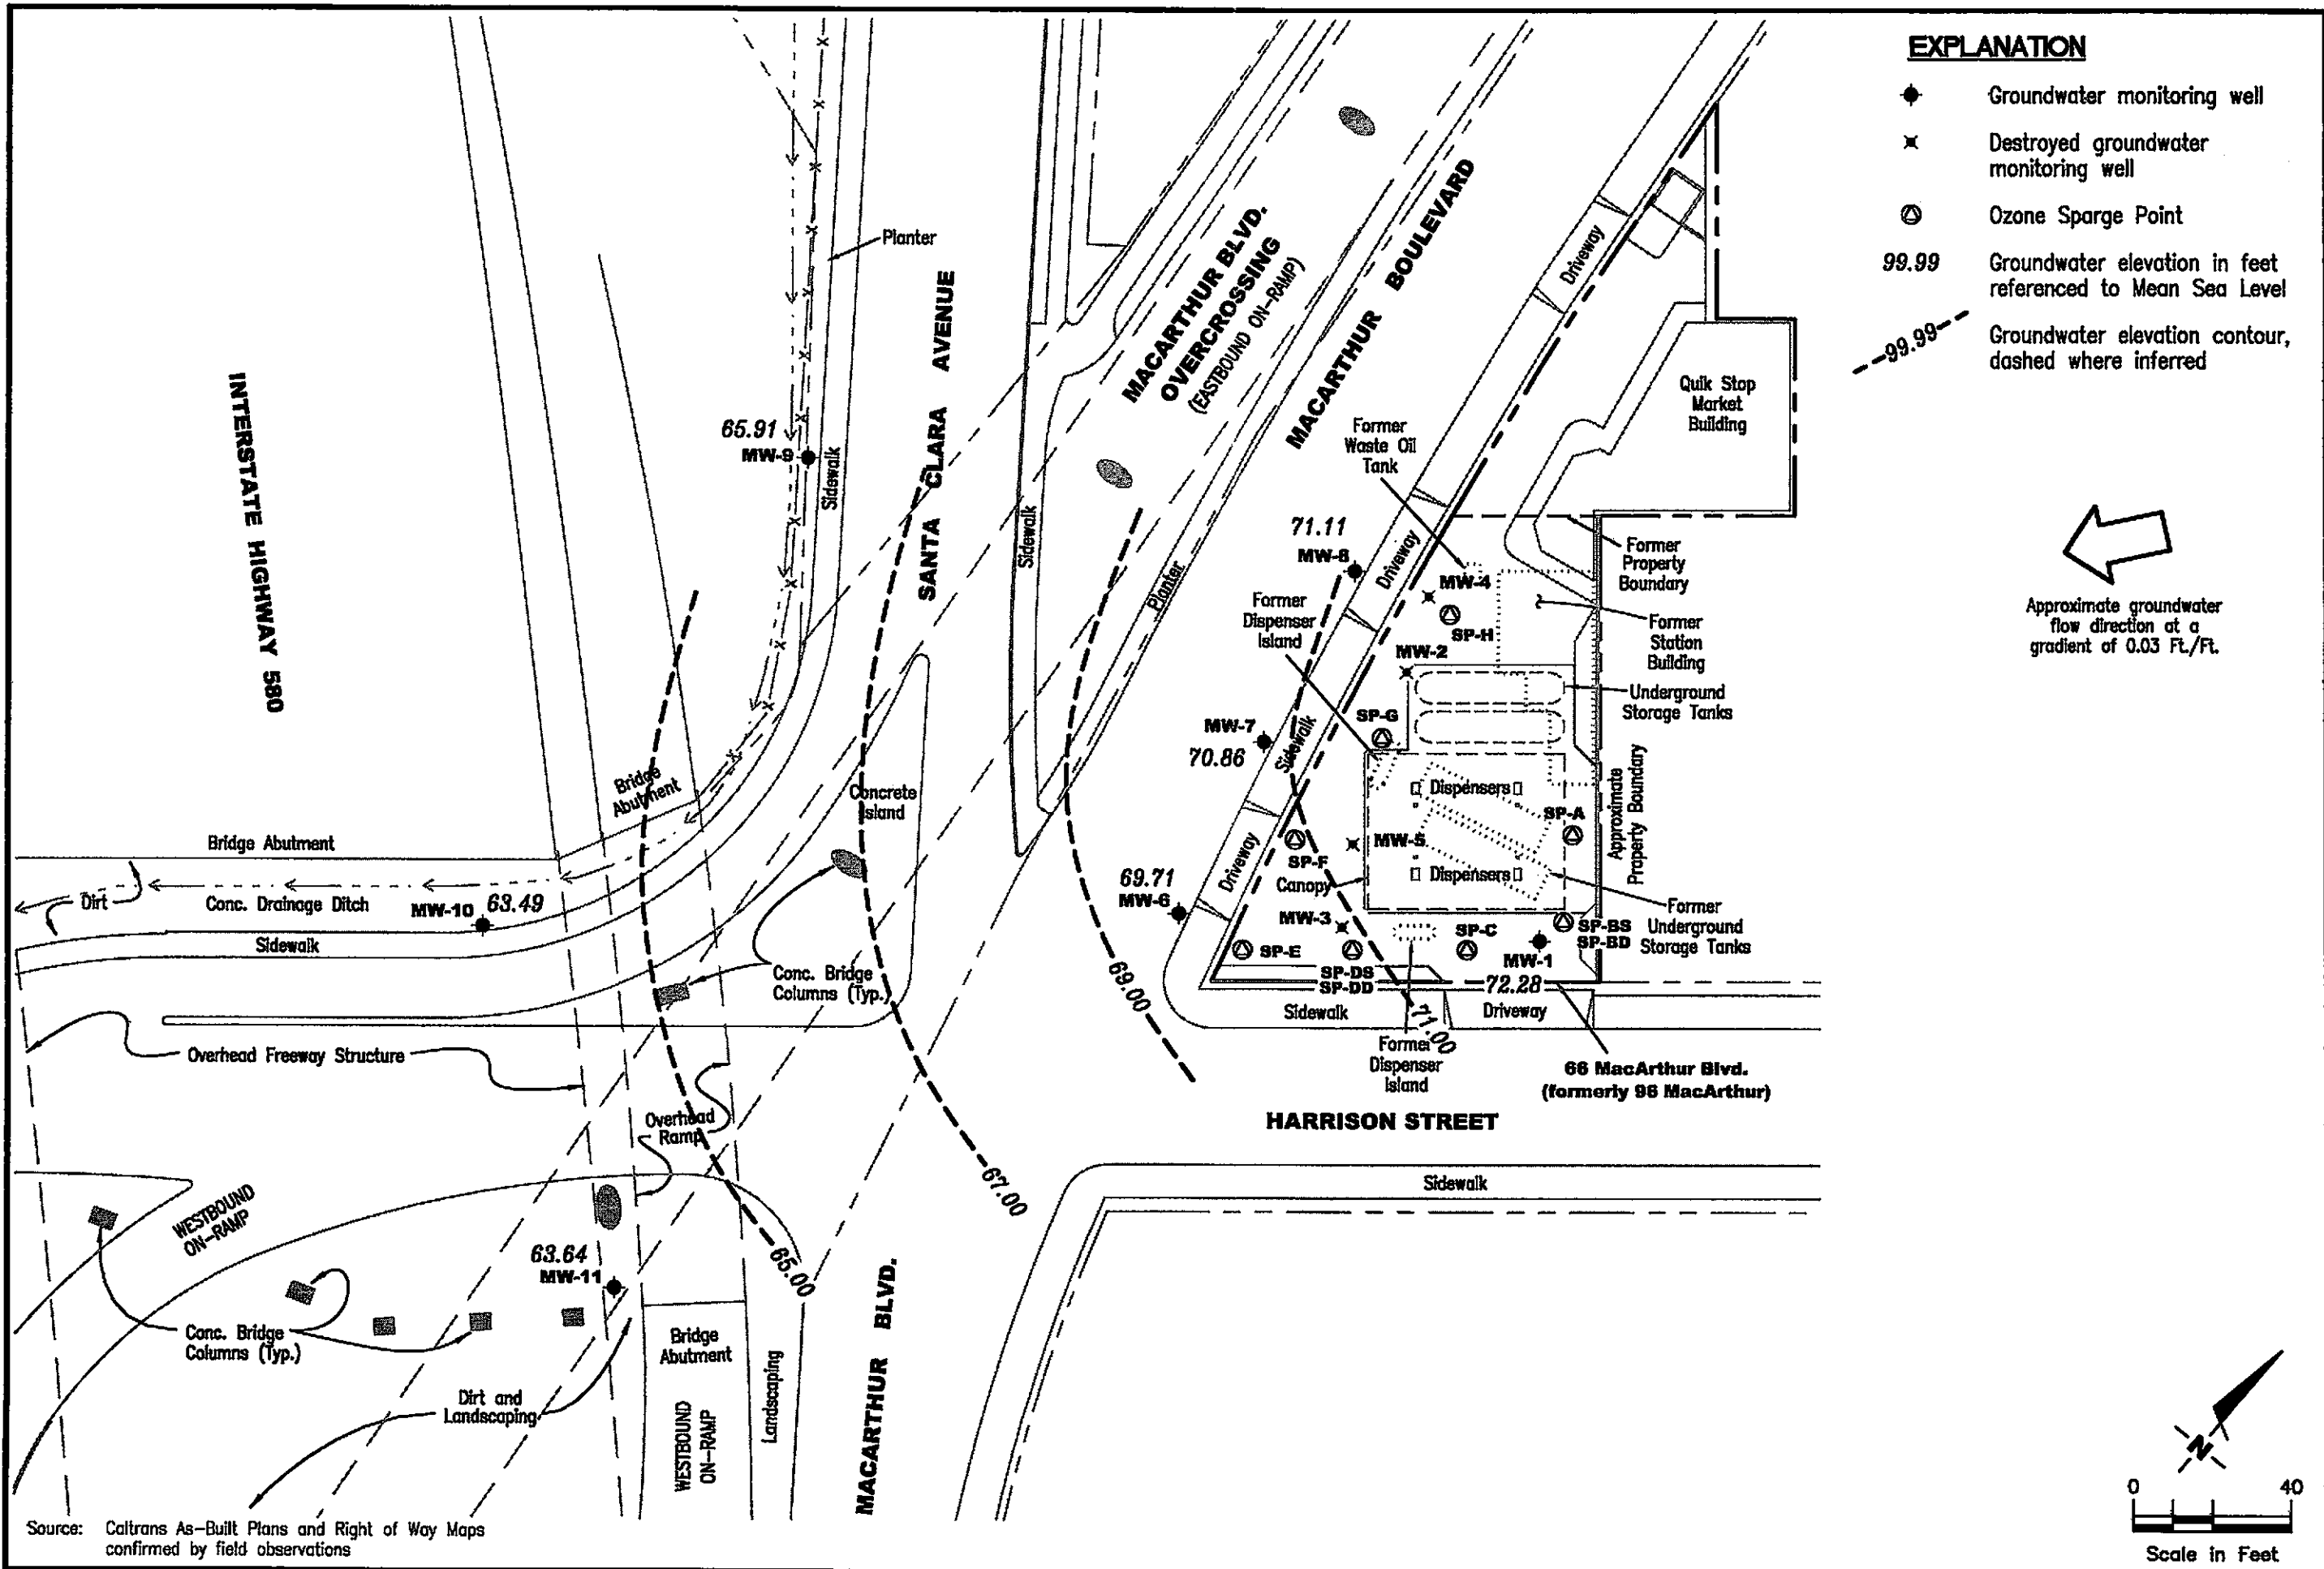 EXPLANATION
Groundwater monitoring well
Destroyed groundwater
monitoring well
Ozone Sparge Point
99.99
Groundwater elevation in feet
referenced to Mean Sea Level
99.99
Groundwater elevation contour,
dashed where inferred
Approximate groundwater
flow direction at a
gradient of 0.03 Ft./Ft.
INTERSTATE HIGHWAY 580
Planter
SANTA CLARA AVENUE
65.91
MW-9
Sidewalk
Sidewalk
MACARTHUR BLVD.
OVERCROSSING
(EASTBOUND ON-RAMP)
MACARTHUR BOULEVARD
Planter
Driveway
Quik Stop
Market
Building
Former
Waste Oil
Tank
71.11
MW-8
Driveway
MW-4
SP-H
Former
Property
Boundary
Former
Dispenser
Island
MW-2
Former
Station
Building
Underground
Storage Tanks
MW-7
70.86
SP-G
Sidewalk
Dispensers
SP-A
Approximate
Property Boundary
Bridge
Abutment
Concrete
Island
Bridge Abutment
Dirt
Conc. Drainage Ditch
MW-10
63.49
Sidewalk
69.71
MW-6
Driveway
SP-F
MW-5
Canopy
Dispensers
MW-3
SP-E
SP-DS
SP-DD
SP-C
MW-1
72.28
SP-BS
SP-BD
Former
Underground
Storage Tanks
Conc. Bridge
Columns (Typ.)
69.00
71.00
Sidewalk
Driveway
Former
Dispenser
Island
66 MacArthur Blvd.
(formerly 96 MacArthur)
HARRISON STREET
Overhead Freeway Structure
Overhead
Ramp
67.00
Sidewalk
WESTBOUND
ON-RAMP
63.64
MW-11
65.00
Conc. Bridge
Columns (Typ.)
Bridge
Abutment
Dirt and
Landscaping
WESTBOUND
ON-RAMP
Landscaping
MACARTHUR BLVD.
N
0 40
Scale in Feet
Source: Caltrans As-Built Plans and Right of Way Maps
confirmed by field observations